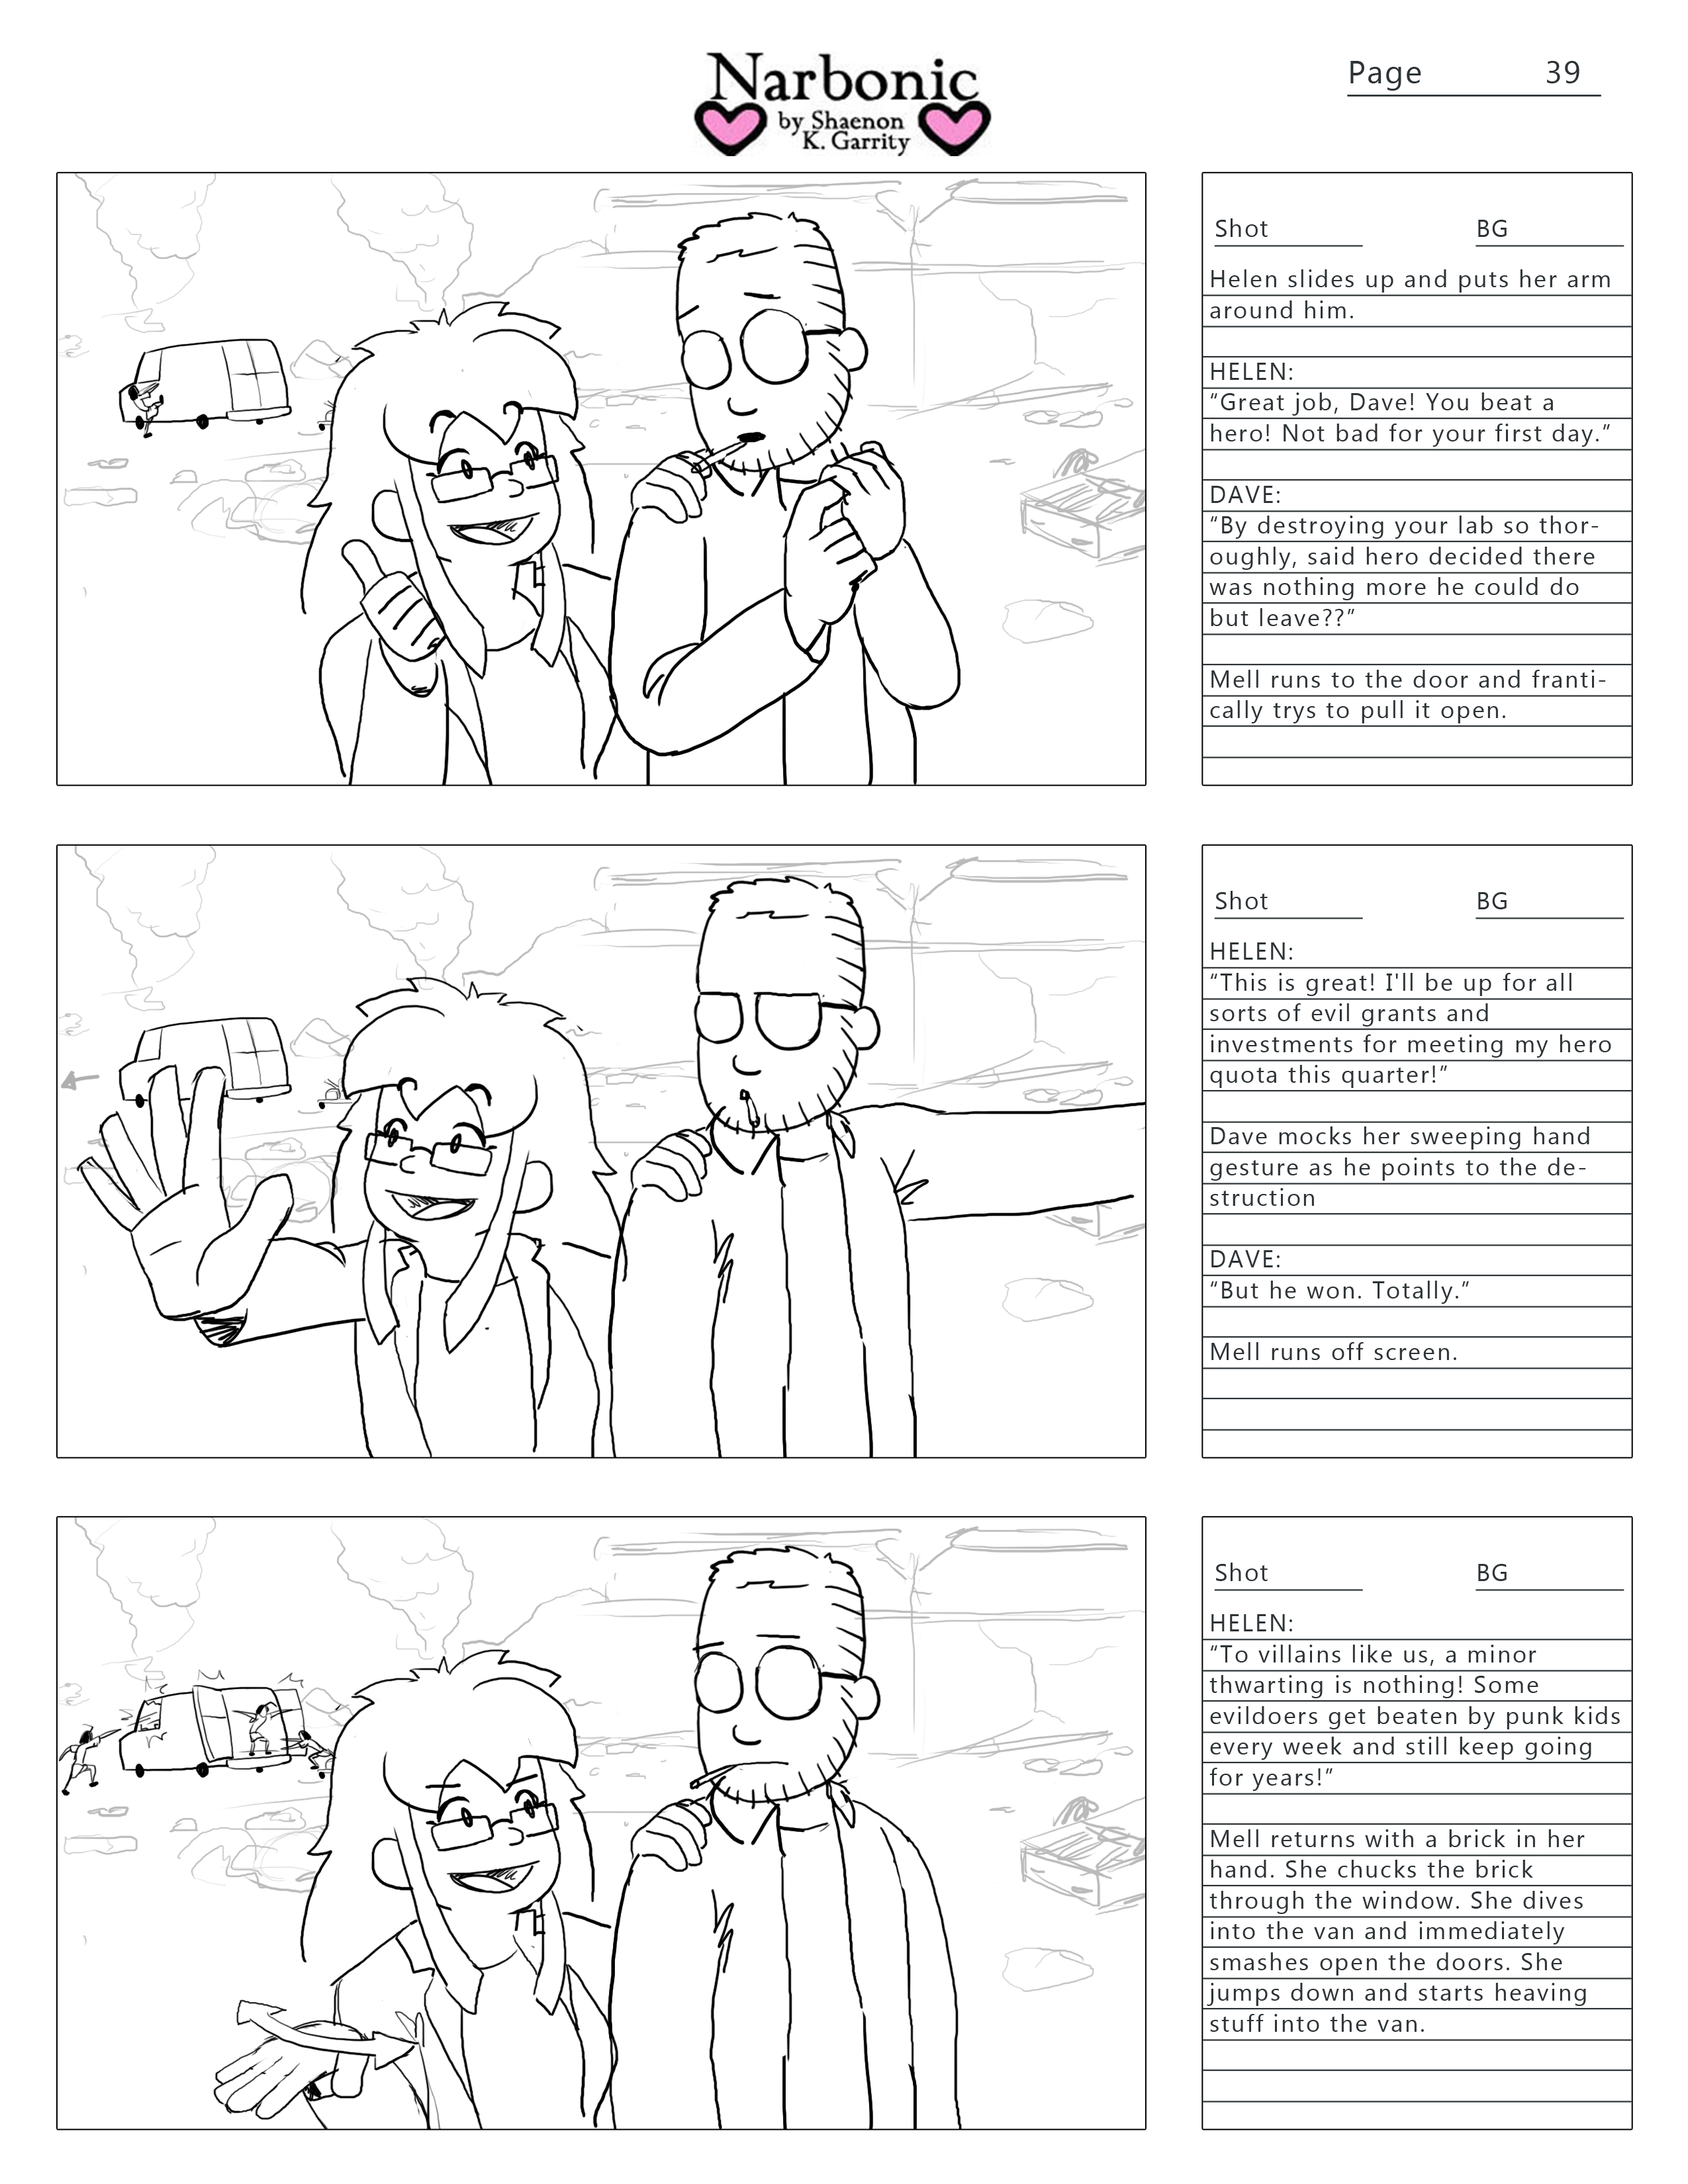 Narbonic
by Shaenon
K. Garrity
Page 39
Shot BG
Helen slides up and puts her arm
around him.
HELEN:
“Great job, Dave! You beat a
hero! Not bad for your first day.”
DAVE:
“By destroying your lab so thor-
oughly, said hero decided there
was nothing more he could do
but leave??”
Mell runs to the door and franti-
cally trys to pull it open.
Shot BG
HELEN:
“This is great! I'll be up for all
sorts of evil grants and
investments for meeting my hero
quota this quarter!”
Dave mocks her sweeping hand
gesture as he points to the de-
struction
DAVE:
“But he won. Totally.”
Mell runs off screen.
Shot BG
HELEN:
“To villains like us, a minor
thwarting is nothing! Some
evildoers get beaten by punk kids
every week and still keep going
for years!”
Mell returns with a brick in her
hand. She chucks the brick
through the window. She dives
into the van and immediately
smashes open the doors. She
jumps down and starts heaving
stuff into the van.